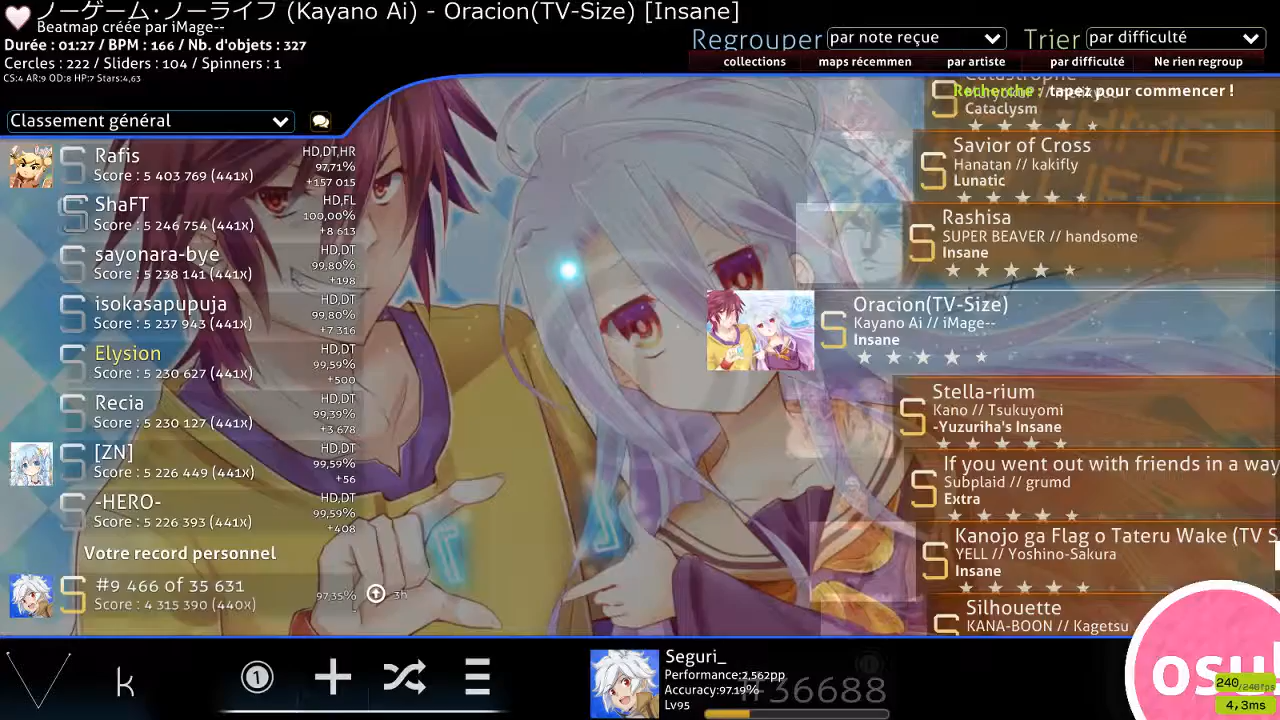 ノーゲーム・ノーライフ (Kayano Ai) - Oracion(TV-Size) [Insane]
Beatmap créée par iMage--
Durée : 01:27 / BPM : 166 / Nb. d'objets : 327
Cercles : 222 / Sliders : 104 / Spinners : 1
CS:4 AR:9 OD:8 HP:7 Stars:4,63
Regrouper par note reçue
Trier par difficulté
collections maps récemmen par artiste par difficulté Ne rien regroup
Recherche : tapez pour commencer !
Classement général
Rafis HD,DT,HR
97,71%
Score : 5 403 769 (441x)
+157 015
ShaFT HD,FL
100,00%
Score : 5 246 754 (441x)
+8 613
sayonara-bye HD,DT
99,80%
Score : 5 238 141 (441x)
+198
isokasapupuja HD,DT
99,80%
Score : 5 237 943 (441x)
+7 316
Elysion HD,DT
99,59%
Score : 5 230 627 (441x)
+500
Recia HD,DT
99,39%
Score : 5 230 127 (441x)
+3 678
[ZN] HD,DT
99,59%
Score : 5 226 449 (441x)
+56
-HERO- HD,DT
99,59%
Score : 5 226 393 (441x)
+408
Votre record personnel
#9 466 of 35 631
97,35% 3h
Score : 4 315 390 (440x)
Catastrophe
Cataclysm
S Savior of Cross
Hanatan // kakifly
Lunatic
S Rashisa
SUPER BEAVER // handsome
Insane
S Oracion(TV-Size)
Kayano Ai // iMage--
Insane
S Stella-rium
Kano // Tsukuyomi
-Yuzuriha's Insane
S If you went out with friends in a way
Subplaid // grumd
Extra
S Kanojo ga Flag o Tateru Wake (TV S
YELL // Yoshino-Sakura
Insane
S Silhouette
KANA-BOON // Kagetsu
k
1
Seguri_
Performance:2,562pp
Accuracy:97.19%
Lv95
#36688
osu!
240/240fps
4,3ms